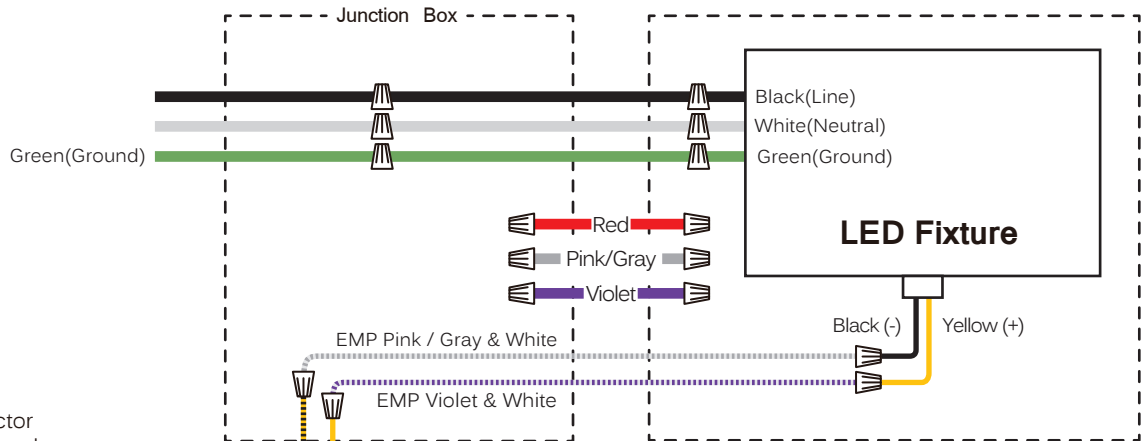 Junction Box
Black(Line)
White(Neutral)
Green(Ground)
Green(Ground)
Red
LED Fixture
Pink/Gray
Violet
Black (-)
Yellow (+)
EMP Pink / Gray & White
EMP Violet & White